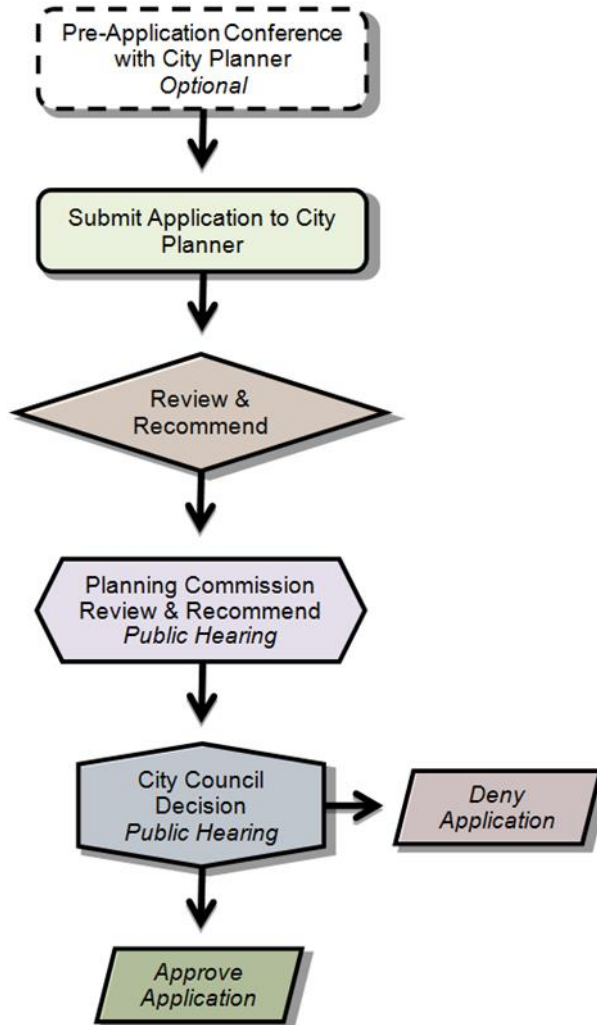 Pre-Application Conference
with City Planner
Optional
Submit Application to City
Planner
Review &
Recommend
Planning Commission
Review & Recommend
Public Hearing
City Council
Decision
Public Hearing
Deny
Application
Approve
Application